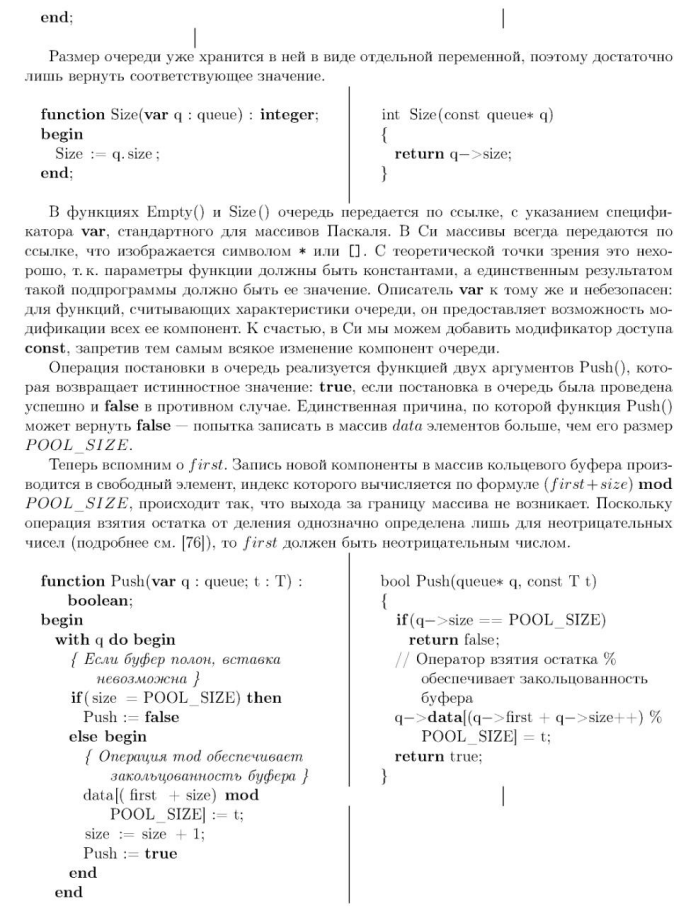 end;
Размер очереди уже хранится в ней в виде отдельной переменной, поэтому достаточно
лишь вернуть соответствующее значение.
function Size(var q : queue) : integer;
begin
Size := q.size;
end;
int Size(const queue* q)
{
return q->size;
}
В функциях Empty() и Size() очередь передается по ссылке, с указанием специфи-
катора var, стандартного для массивов Паскаля. В Си массивы всегда передаются по
ссылке, что изображается символом * или []. С теоретической точки зрения это нехо-
рошо, т. к. параметры функции должны быть константами, а единственным результатом
такой подпрограммы должно быть ее значение. Описатель var к тому же и небезопасен:
для функций, считывающих характеристики очереди, он предоставляет возможность мо-
дификации всех ее компонент. К счастью, в Си мы можем добавить модификатор доступа
const, запретив тем самым всякое изменение компонент очереди.
Операция постановки в очередь реализуется функцией двух аргументов Push(), кото-
рая возвращает истинностное значение: true, если постановка в очередь была проведена
успешно и false в противном случае. Единственная причина, по которой функция Push()
может вернуть false — попытка записать в массив data элементов больше, чем его размер
POOL_SIZE.
Теперь вспомним о first. Запись новой компоненты в массив кольцевого буфера произ-
водится в свободный элемент, индекс которого вычисляется по формуле (first+size) mod
POOL_SIZE, происходит так, что выхода за границу массива не возникает. Поскольку
операция взятия остатка от деления однозначно определена лишь для неотрицательных
чисел (подробнее см. [76]), то first должен быть неотрицательным числом.
function Push(var q : queue; t : T) :
boolean;
begin
with q do begin
{ Если буфер полон, вставка
невозможна }
if( size = POOL_SIZE) then
Push := false
else begin
{ Операция mod обеспечивает
закольцованность буфера }
data[( first + size) mod
POOL_SIZE] := t;
size := size + 1;
Push := true
end
end
bool Push(queue* q, const T t)
{
if(q->size == POOL_SIZE)
return false;
// Оператор взятия остатка %
обеспечивает закольцованность
буфера
q->data[(q->first + q->size++) %
POOL_SIZE] = t;
return true;
}